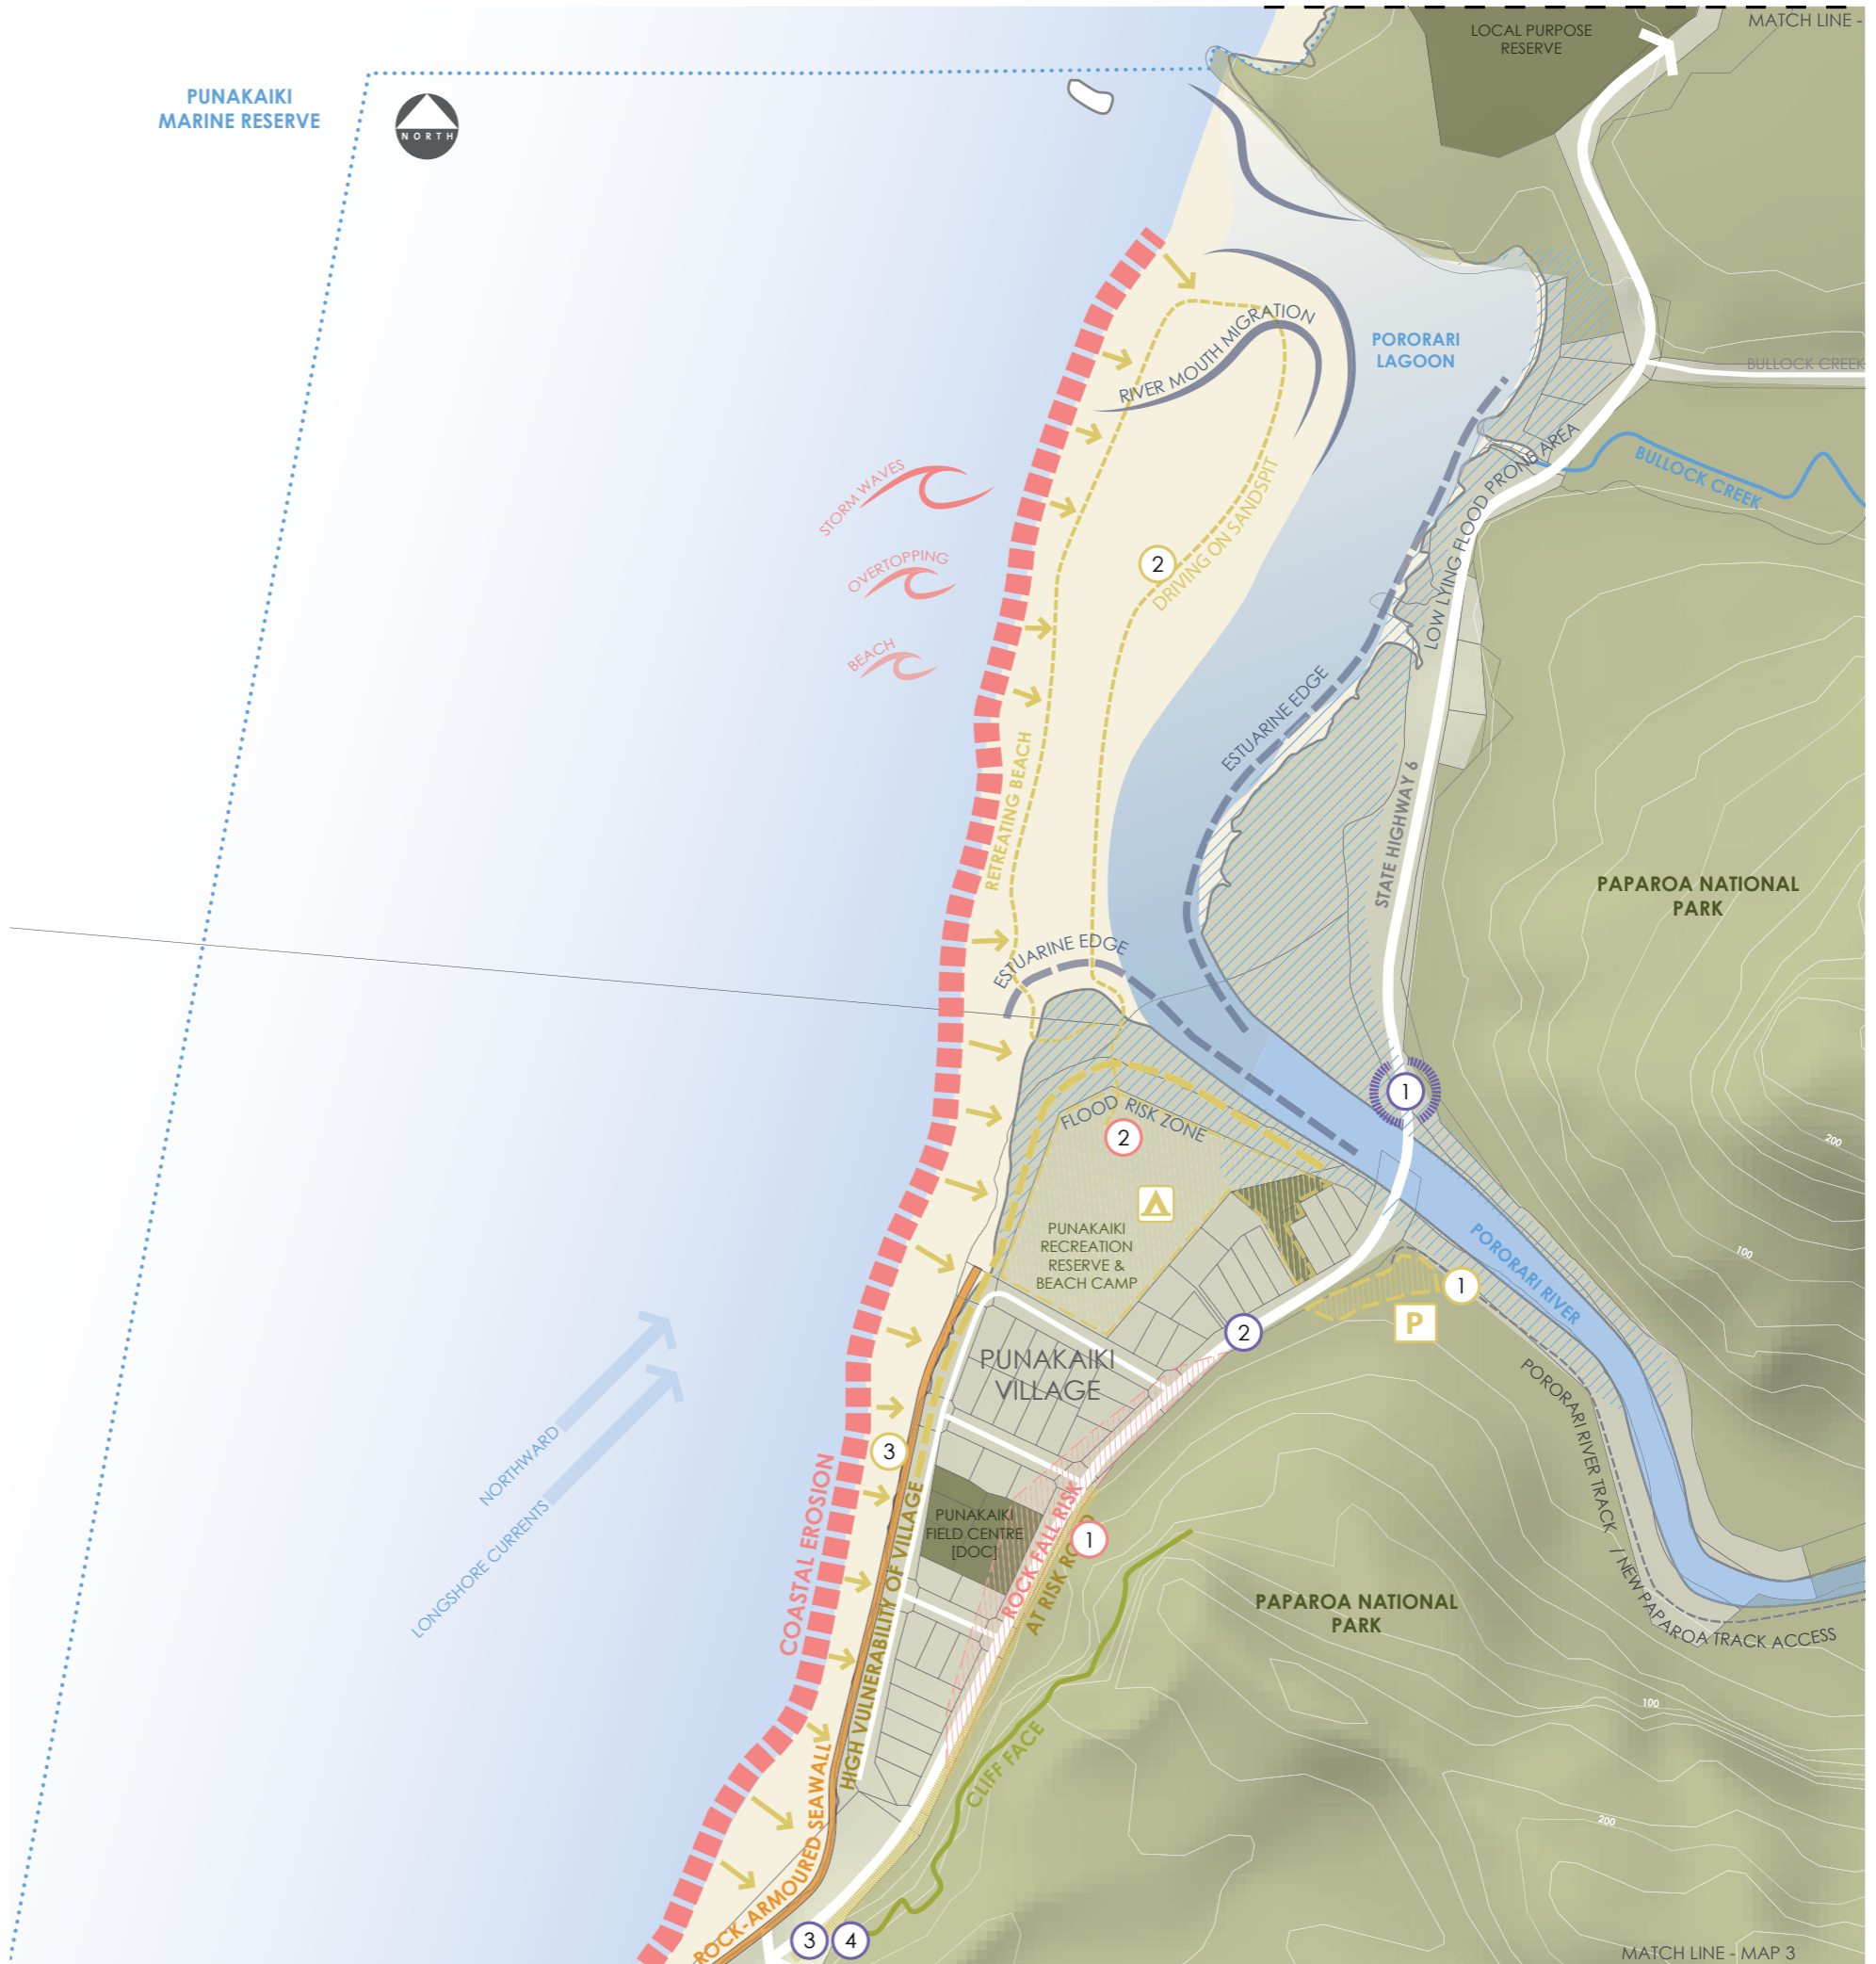 MATCH LINE -
LOCAL PURPOSE
RESERVE
PUNAKAIKI
MARINE RESERVE
NORTH
RIVER MOUTH MIGRATION
PORORARI
LAGOON
BULLOCK CREEK
BULLOCK CREEK
LOW LYING FLOOD PRONE AREA
STORM WAVES
OVERTOPPING
BEACH
2
DRIVING ON SANDSPIT
ESTUARINE EDGE
RETREATING BEACH
STATE HIGHWAY 6
PAPAROA NATIONAL
PARK
ESTUARINE EDGE
1
FLOOD RISK ZONE
2
200
PUNAKAIKI
RECREATION
RESERVE &
BEACH CAMP
PORORARI RIVER
100
1
P
2
PUNAKAIKI
VILLAGE
PORORARI RIVER TRACK / NEW PAPAROA TRACK ACCESS
NORTHWARD
LONGSHORE CURRENTS
3
COASTAL EROSION
HIGH VULNERABILITY OF VILLAGE
PUNAKAIKI
FIELD CENTRE
[DOC]
ROCK FALL RISK
1
AT RISK
PAPAROA NATIONAL
PARK
100
CLIFF FACE
ROCK-ARMOURED SEAWALL
200
3
4
MATCH LINE - MAP 3